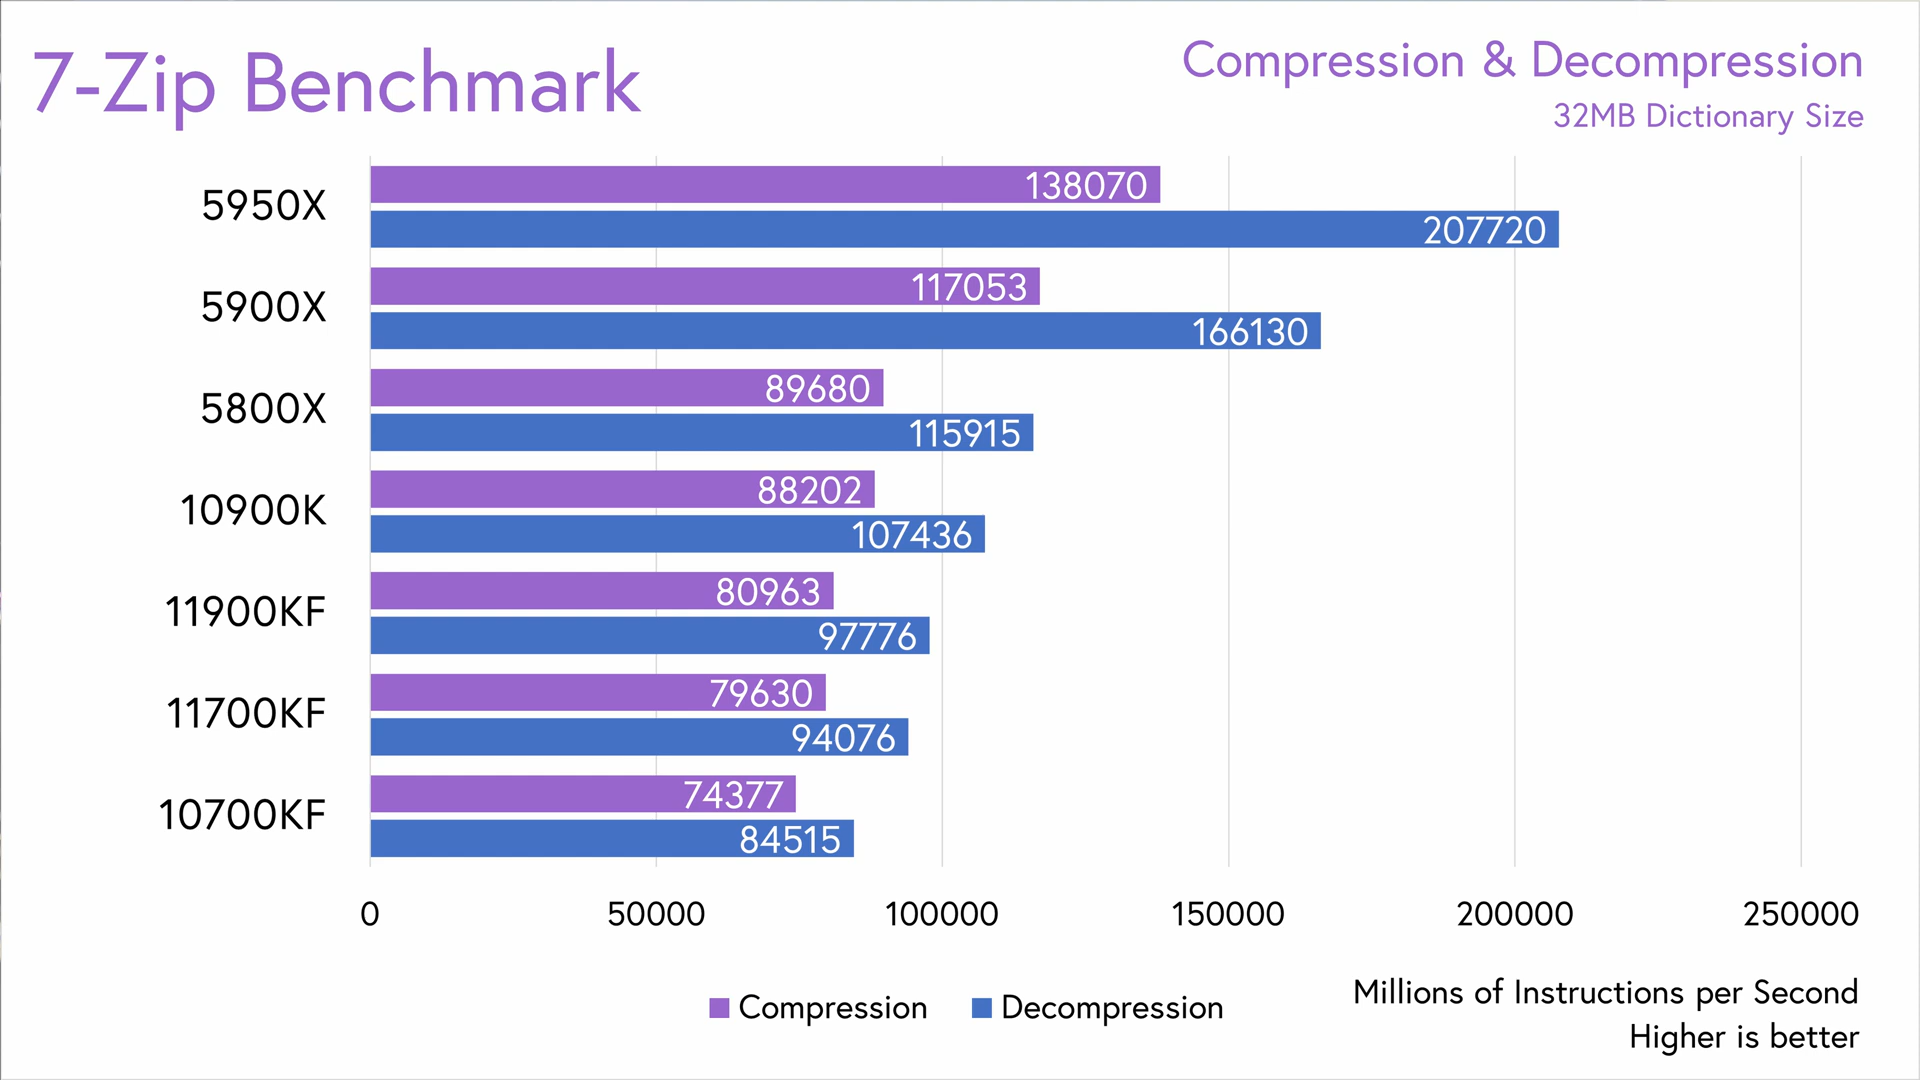 7-Zip Benchmark
Compression & Decompression
32MB Dictionary Size
5950X
138070
207720
5900X
117053
166130
5800X
89680
115915
10900K
88202
107436
11900KF
80963
97776
11700KF
79630
94076
10700KF
74377
84515
0 50000 100000 150000 200000 250000
Compression Decompression
Millions of Instructions per Second
Higher is better